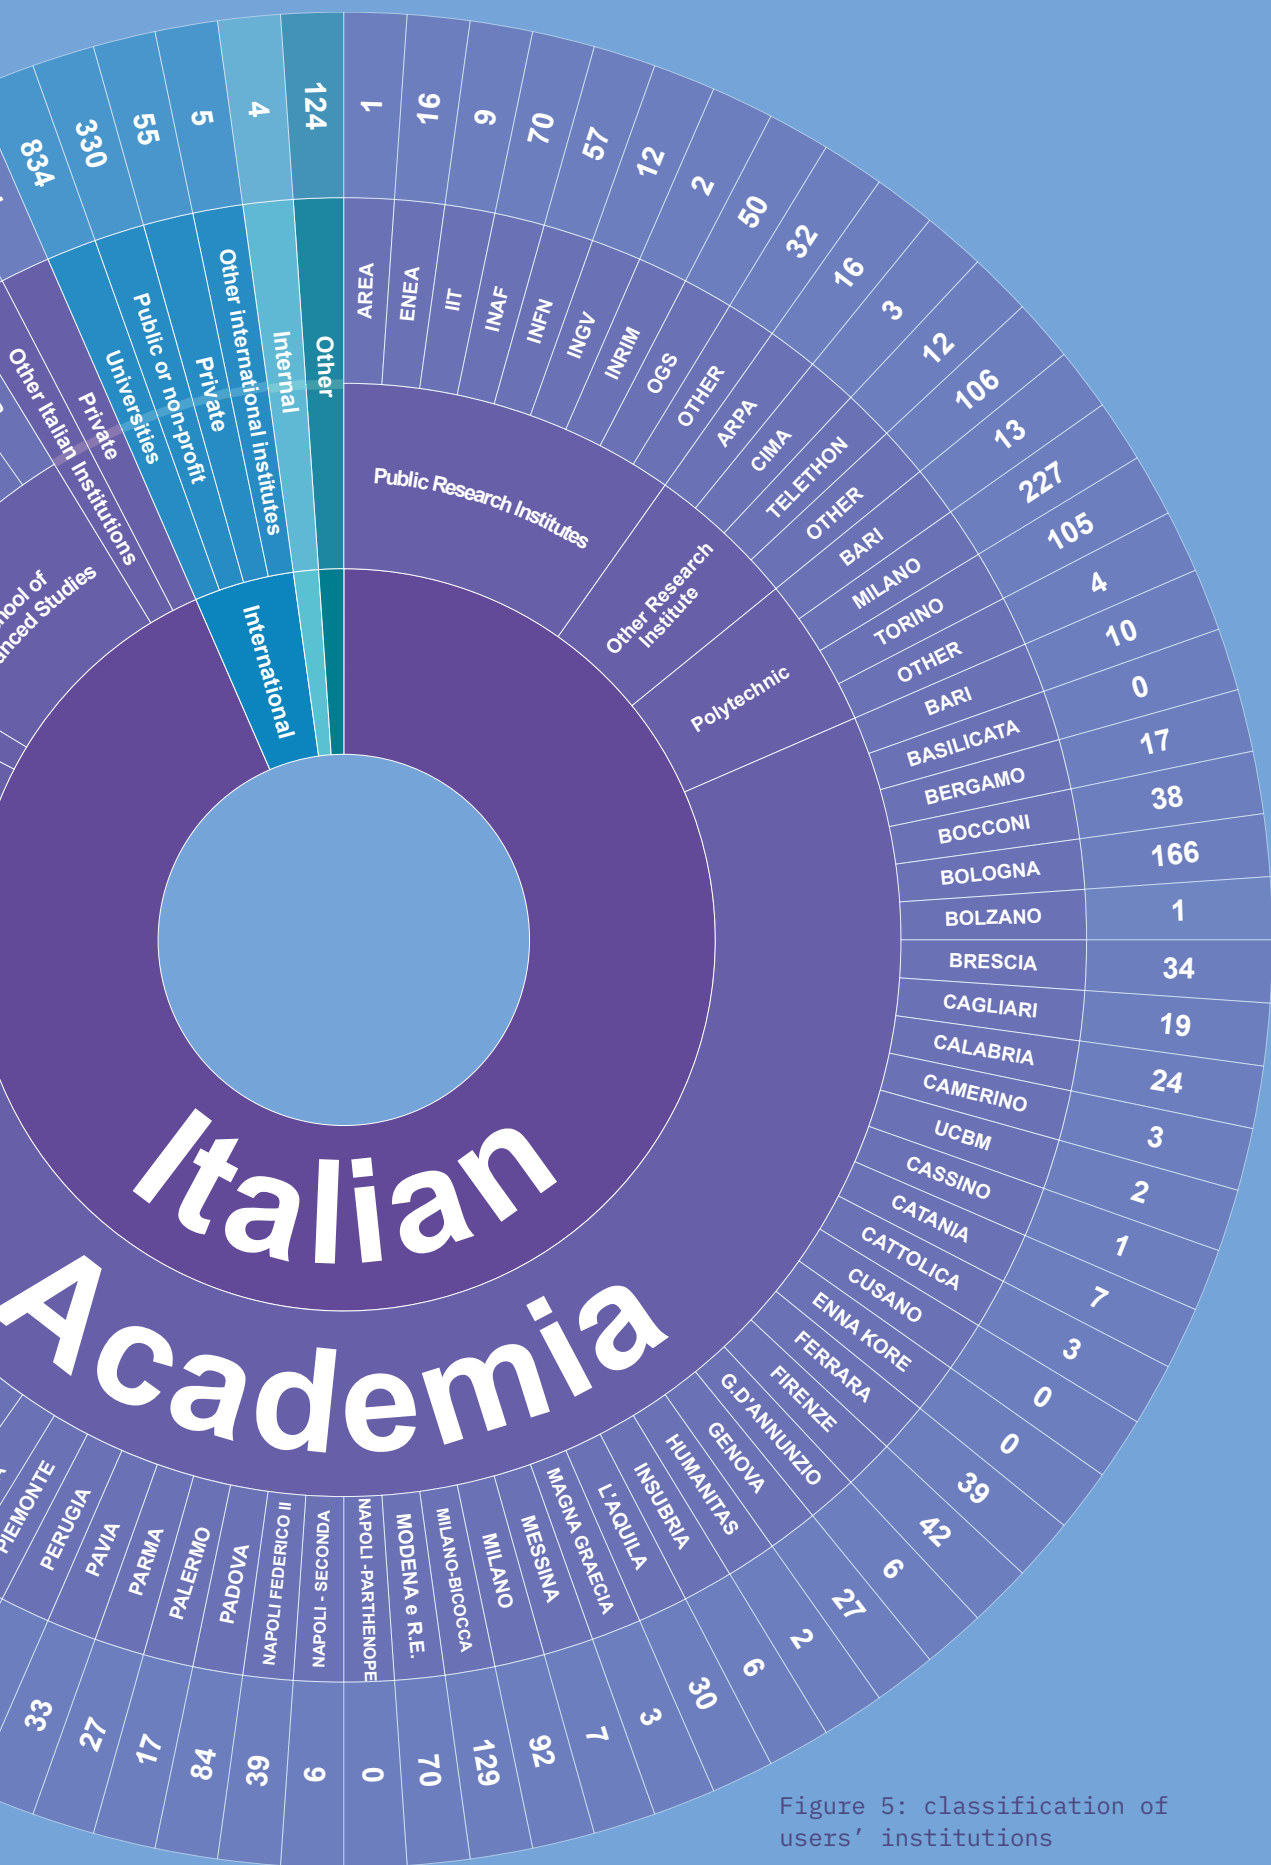 834
330
55
5
4
124
1
16
9
70
57
12
2
50
32
16
3
12
106
13
227
105
4
10
0
17
38
166
1
34
19
24
3
2
1
7
3
0
0
39
42
6
27
2
6
30
3
7
92
129
70
0
6
39
84
17
27
33
Other Italian Institutions
Private
Universities
Public or non-profit
Private
Other international institutes
Internal
Other
AREA
ENEA
IIT
INAF
INFN
INGV
INRIM
OGS
OTHER
ARPA
CIMA
TELETHON
OTHER
BARI
MILANO
TORINO
OTHER
BARI
BASILICATA
BERGAMO
BOCCONI
BOLOGNA
BOLZANO
BRESCIA
CAGLIARI
CALABRIA
CAMERINO
UCBM
CASSINO
CATANIA
CATTOLICA
CUSANO
ENNA KORE
FERRARA
FIRENZE
G.D'ANNUNZIO
GENOVA
HUMANITAS
INSUBRIA
L'AQUILA
MAGNA GRAECIA
MESSINA
MILANO
MILANO-BICOCCA
MODENA e R.E.
NAPOLI -PARTHENOPE
NAPOLI - SECONDA
NAPOLI FEDERICO II
PADOVA
PALERMO
PARMA
PAVIA
PERUGIA
PIEMONTE
Public Research Institutes
Other Research
Institute
Polytechnic
International
hool of
anced Studies
Italian
Academia
Figure 5: classification of
users’ institutions